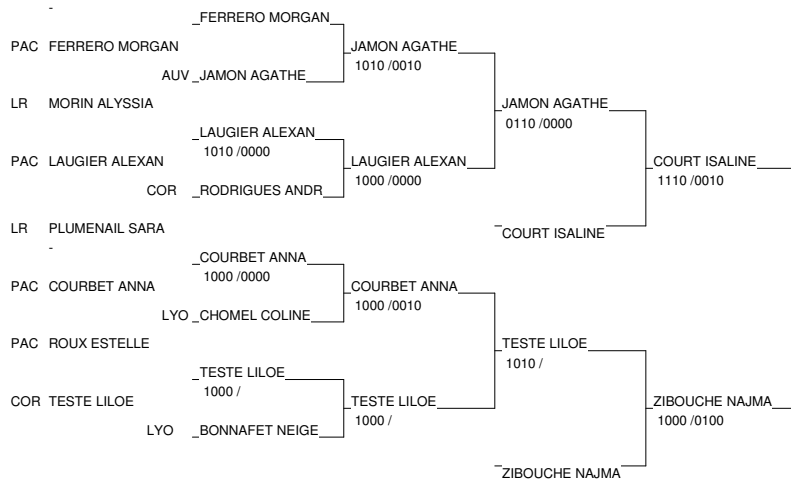 -
_FERRERO MORGAN
PAC FERRERO MORGAN
JAMON AGATHE
1010 /0010
AUV _JAMON AGATHE
LR MORIN ALYSSIA
JAMON AGATHE
0110 /0000
_LAUGIER ALEXAN
1010 /0000
PAC LAUGIER ALEXAN
LAUGIER ALEXAN
1000 /0000
COURT ISALINE
1110 /0010
COR _RODRIGUES ANDR
LR PLUMENAIL SARA
COURT ISALINE
-
_COURBET ANNA
1000 /0000
PAC COURBET ANNA
COURBET ANNA
1000 /0010
LYO _CHOMEL COLINE
PAC ROUX ESTELLE
TESTE LILOE
1010 /
_TESTE LILOE
1000 /
COR TESTE LILOE
TESTE LILOE
1000 /
ZIBOUCHE NAJMA
1000 /0100
LYO _BONNAFET NEIGE
ZIBOUCHE NAJMA